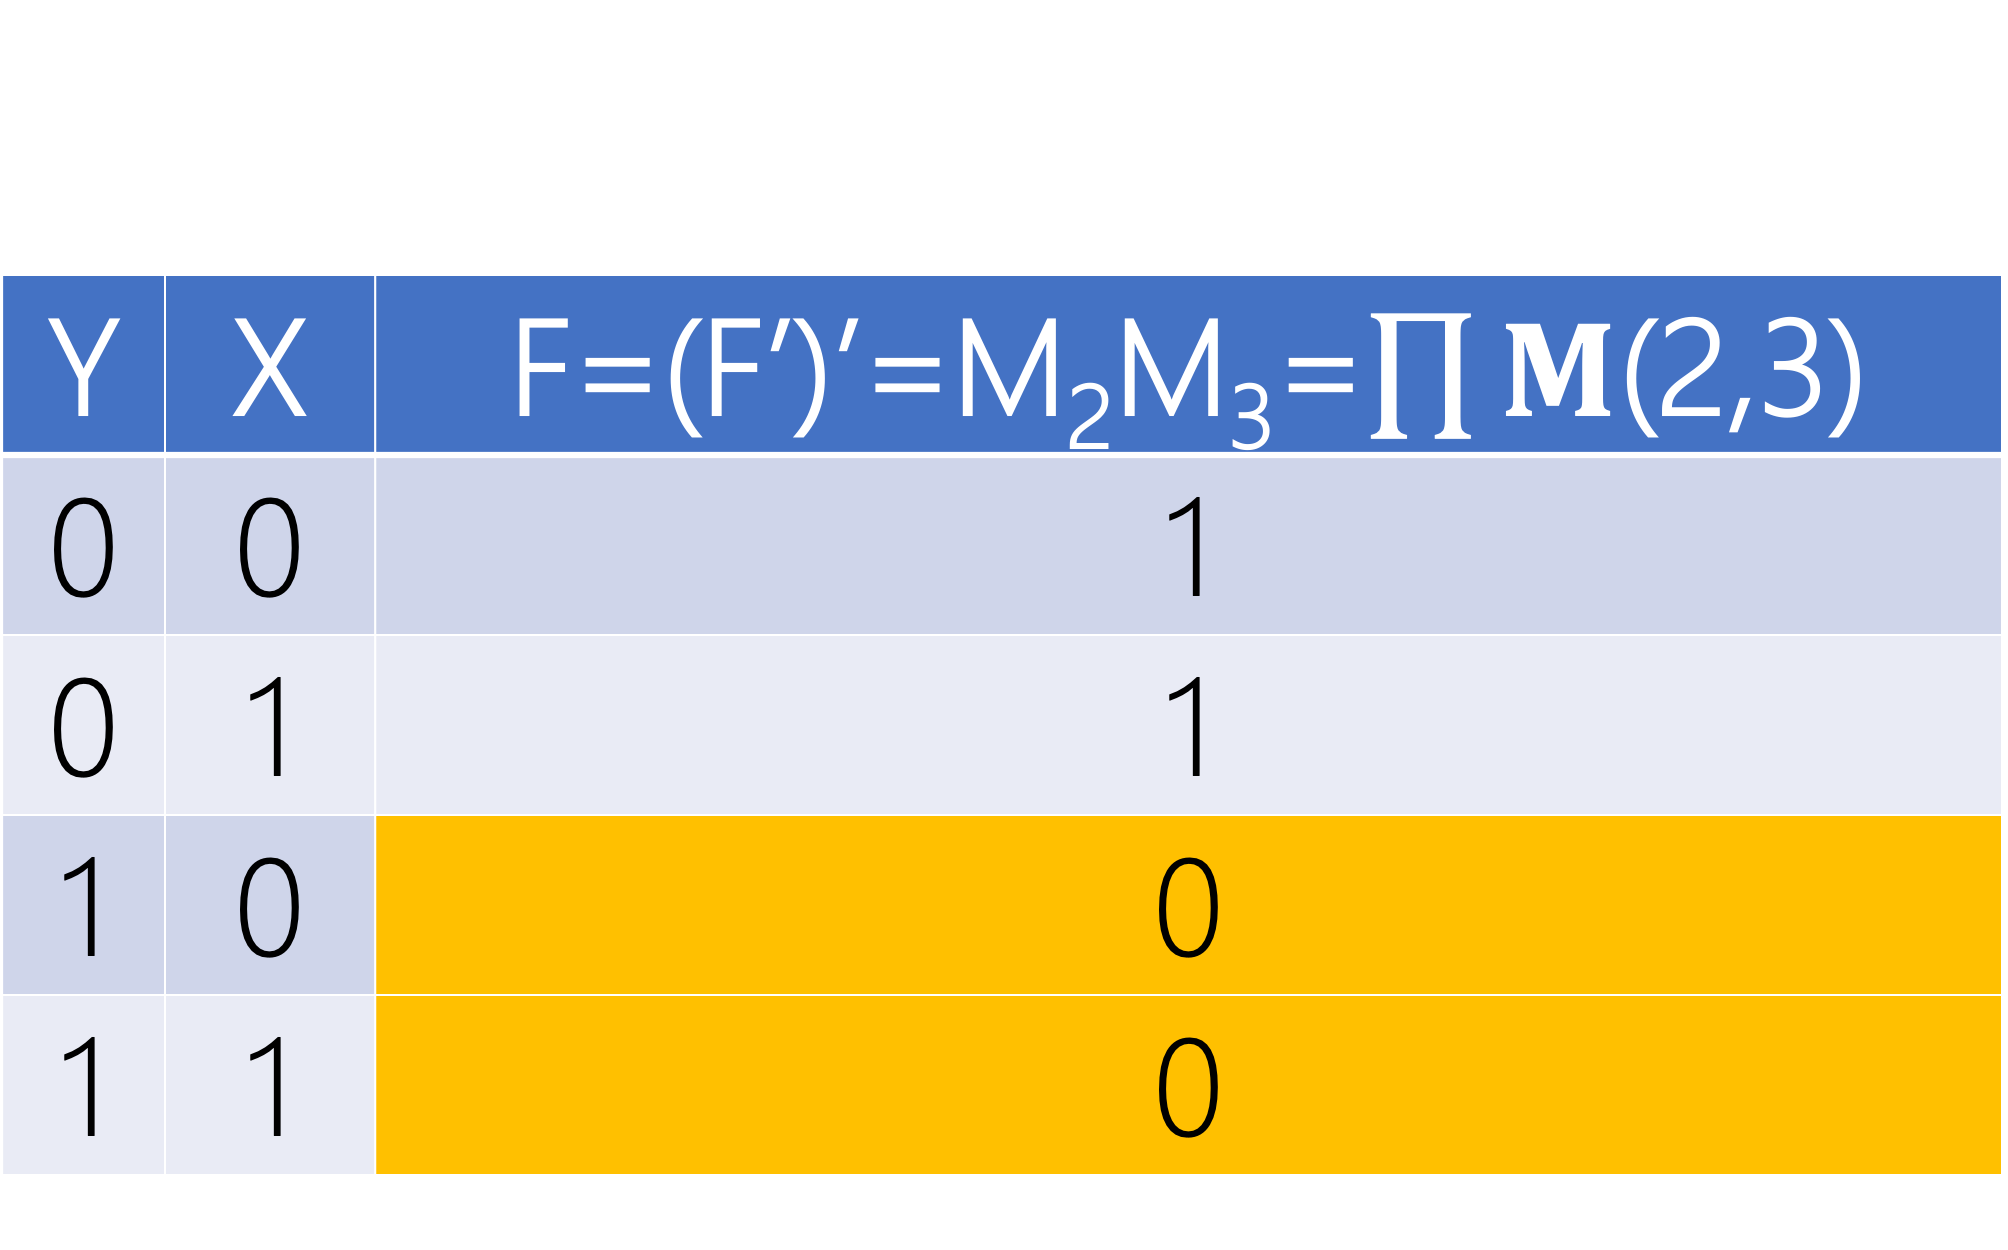 Y X F=(F′)′=M₂M₃=∏ 𝐌(2,3)
0 0 1
0 1 1
1 0 0
1 1 0